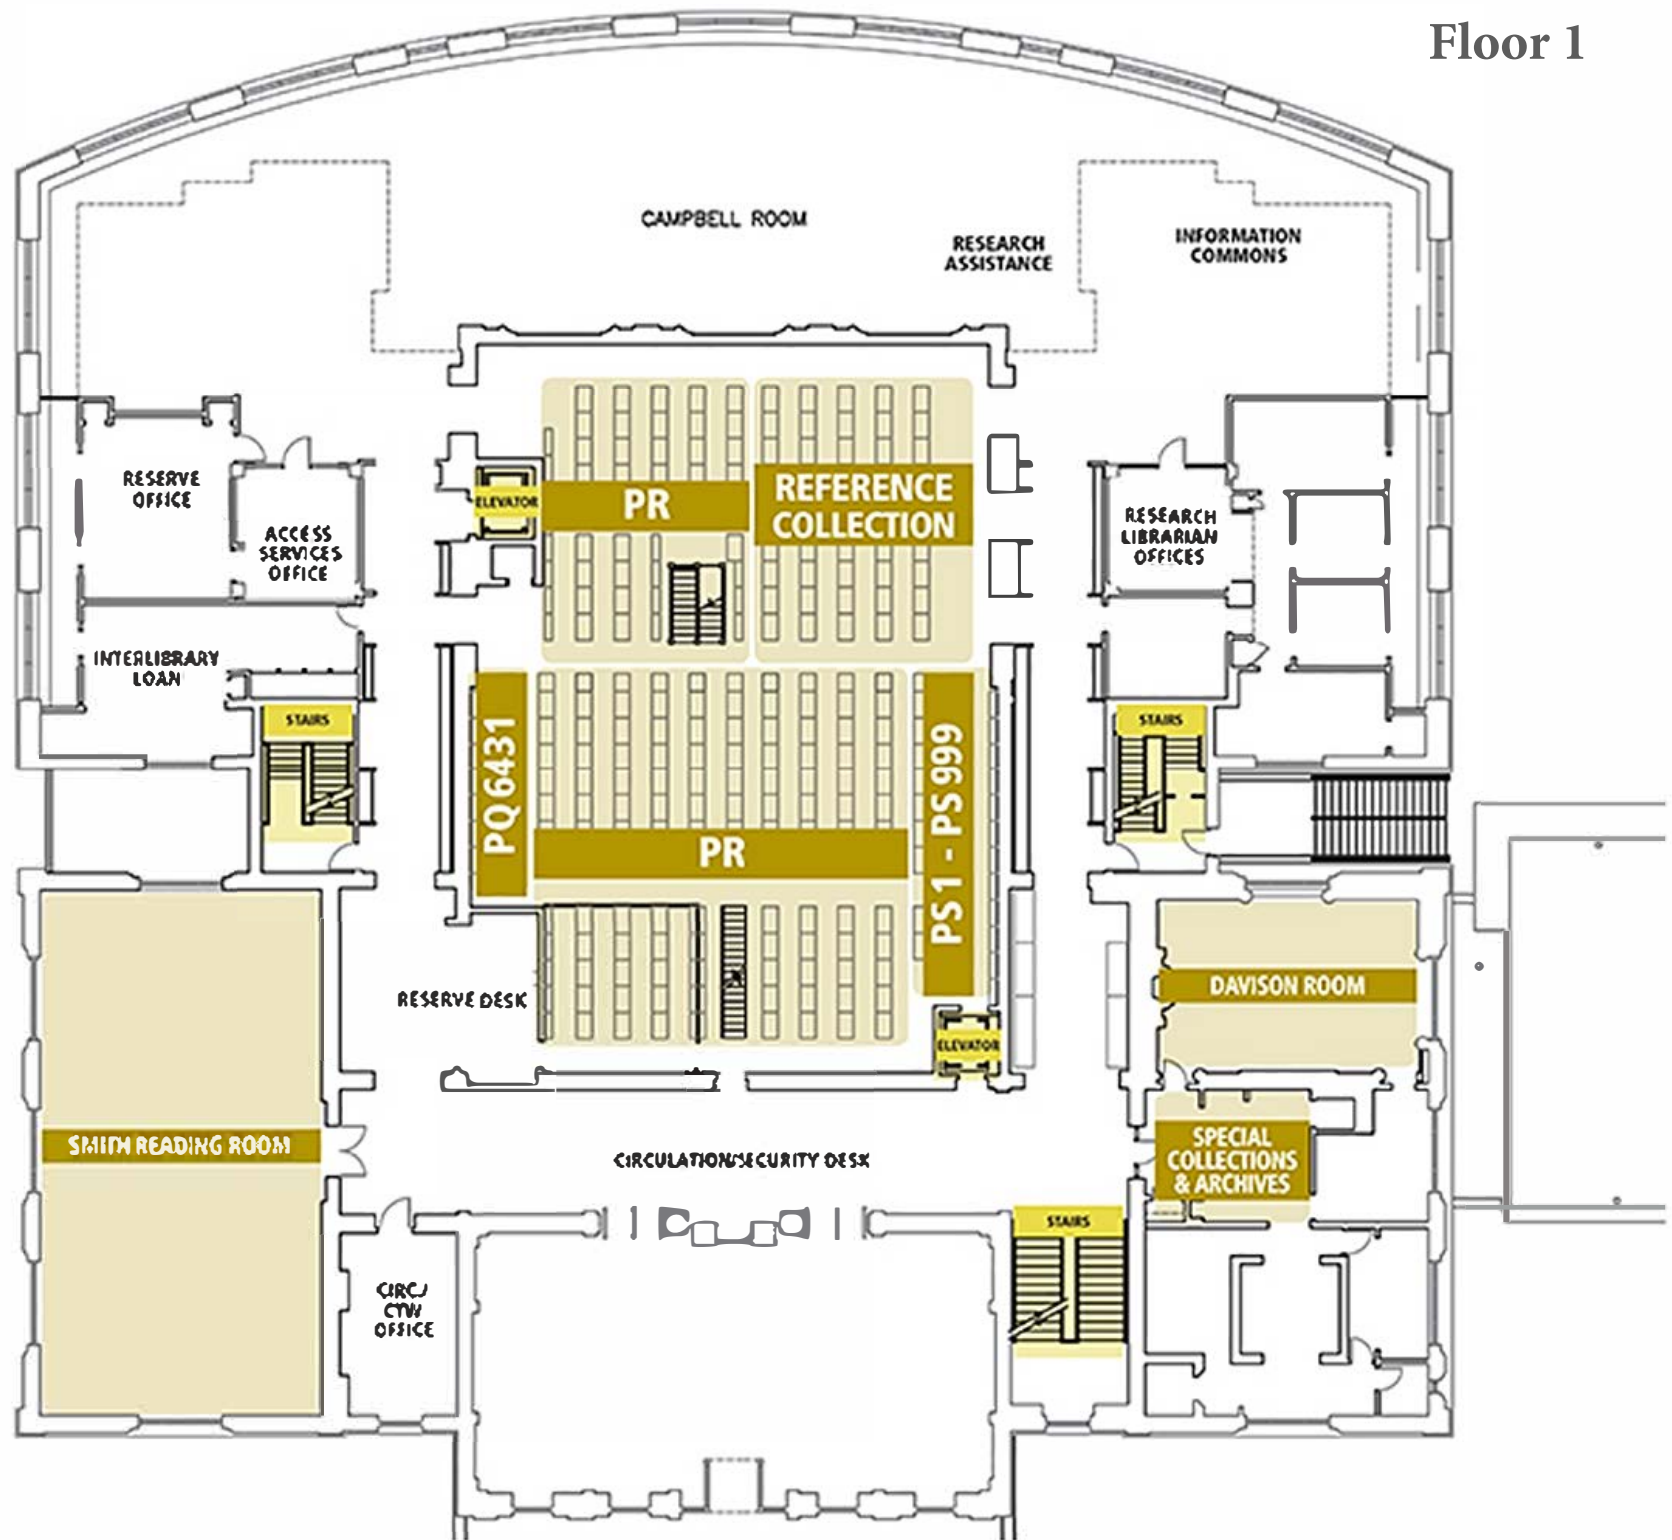 Floor 1
CAMPBELL ROOM
RESEARCH
ASSISTANCE
INFORMATION
COMMONS
RESERVE
OFFICE
ACCESS
SERVICES
OFFICE
ELEVATOR
PR
REFERENCE
COLLECTION
RESEARCH
LIBRARIAN
OFFICES
INTERLIBRARY
LOAN
STAIRS
PQ6431
PR
PS 1 - PS 999
STAIRS
RESERVE DESK
ELEVATOR
DAVISON ROOM
SMITH READING ROOM
CIRCULATION/SECURITY DESK
SPECIAL
COLLECTIONS
& ARCHIVES
STAIRS
CIRC./
CTW
OFFICE